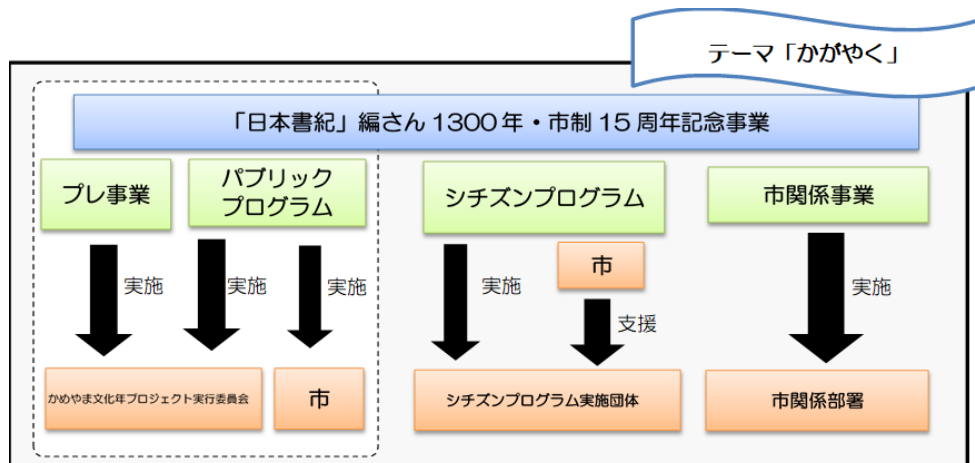 テーマ「かがやく」
「日本書紀」編さん1300年・市制15周年記念事業
プレ事業
パブリック
プログラム
シチズンプログラム
市関係事業
市
実施
実施
実施
実施
支援
実施
かめやま文化年プロジェクト実行委員会
市
シチズンプログラム実施団体
市関係部署